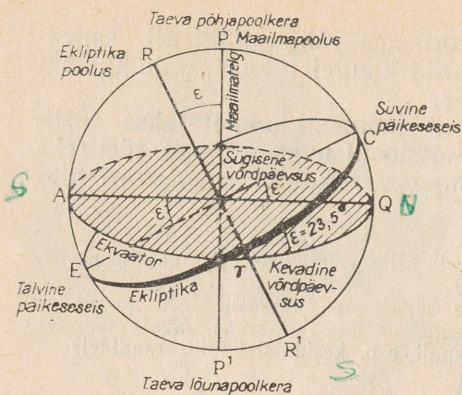 Taeva põhjapoolkera
P Maailmapoolus
Ekliptika
poolus
R
ε
Maailmatelg
Suvine
päikeseseis
C
Sügisene
võrdpäevsus
S
A
ε
ε
Q
N
ε=23,5°
E
Ekvaator
Talvine
päikeseseis
Ekliptika
γ
Kevadine
võrdpäev-
sus
P¹
R¹
Taeva lõunapoolkera
S